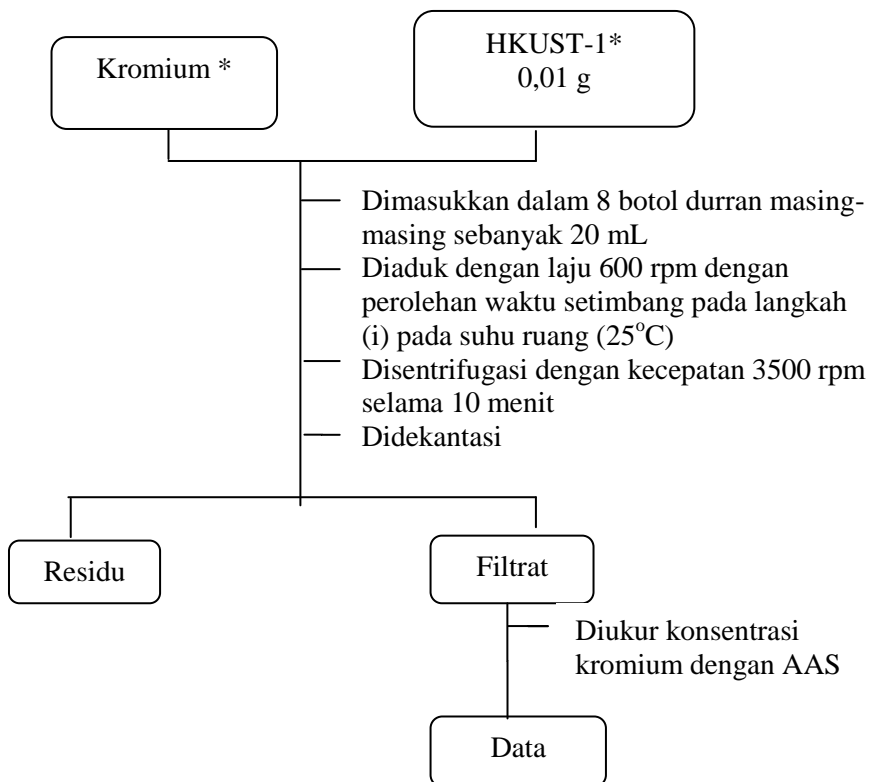 Kromium *
HKUST-1*
0,01 g
Dimasukkan dalam 8 botol durran masing-
masing sebanyak 20 mL
Diaduk dengan laju 600 rpm dengan
perolehan waktu setimbang pada langkah
(i) pada suhu ruang (25°C)
Disentrifugasi dengan kecepatan 3500 rpm
selama 10 menit
Didekantasi
Residu
Filtrat
Diukur konsentrasi
kromium dengan AAS
Data